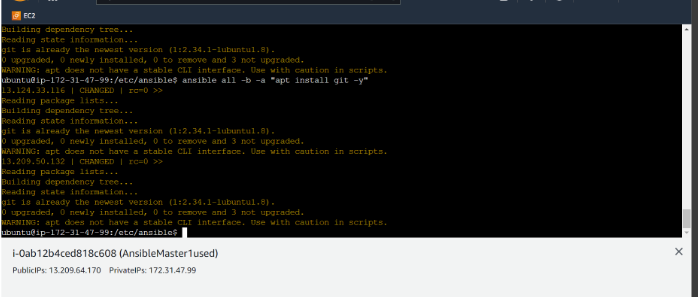 EC2
Building dependency tree...
Reading state information...
git is already the newest version (1:2.34.1-1ubuntu1.8).
0 upgraded, 0 newly installed, 0 to remove and 3 not upgraded.
WARNING: apt does not have a stable CLI interface. Use with caution in scripts.
ubuntu@ip-172-31-47-99:/etc/ansible$ ansible all -b -a "apt install git -y"
13.124.33.116 | CHANGED | rc=0 >>
Reading package lists...
Building dependency tree...
Reading state information...
git is already the newest version (1:2.34.1-1ubuntu1.8).
0 upgraded, 0 newly installed, 0 to remove and 3 not upgraded.
WARNING: apt does not have a stable CLI interface. Use with caution in scripts.
13.209.50.132 | CHANGED | rc=0 >>
Reading package lists...
Building dependency tree...
Reading state information...
git is already the newest version (1:2.34.1-1ubuntu1.8).
0 upgraded, 0 newly installed, 0 to remove and 3 not upgraded.
WARNING: apt does not have a stable CLI interface. Use with caution in scripts.
ubuntu@ip-172-31-47-99:/etc/ansible$
i-0ab12b4ced818c608 (AnsibleMaster1used)
PublicIPs: 13.209.64.170 PrivateIPs: 172.31.47.99